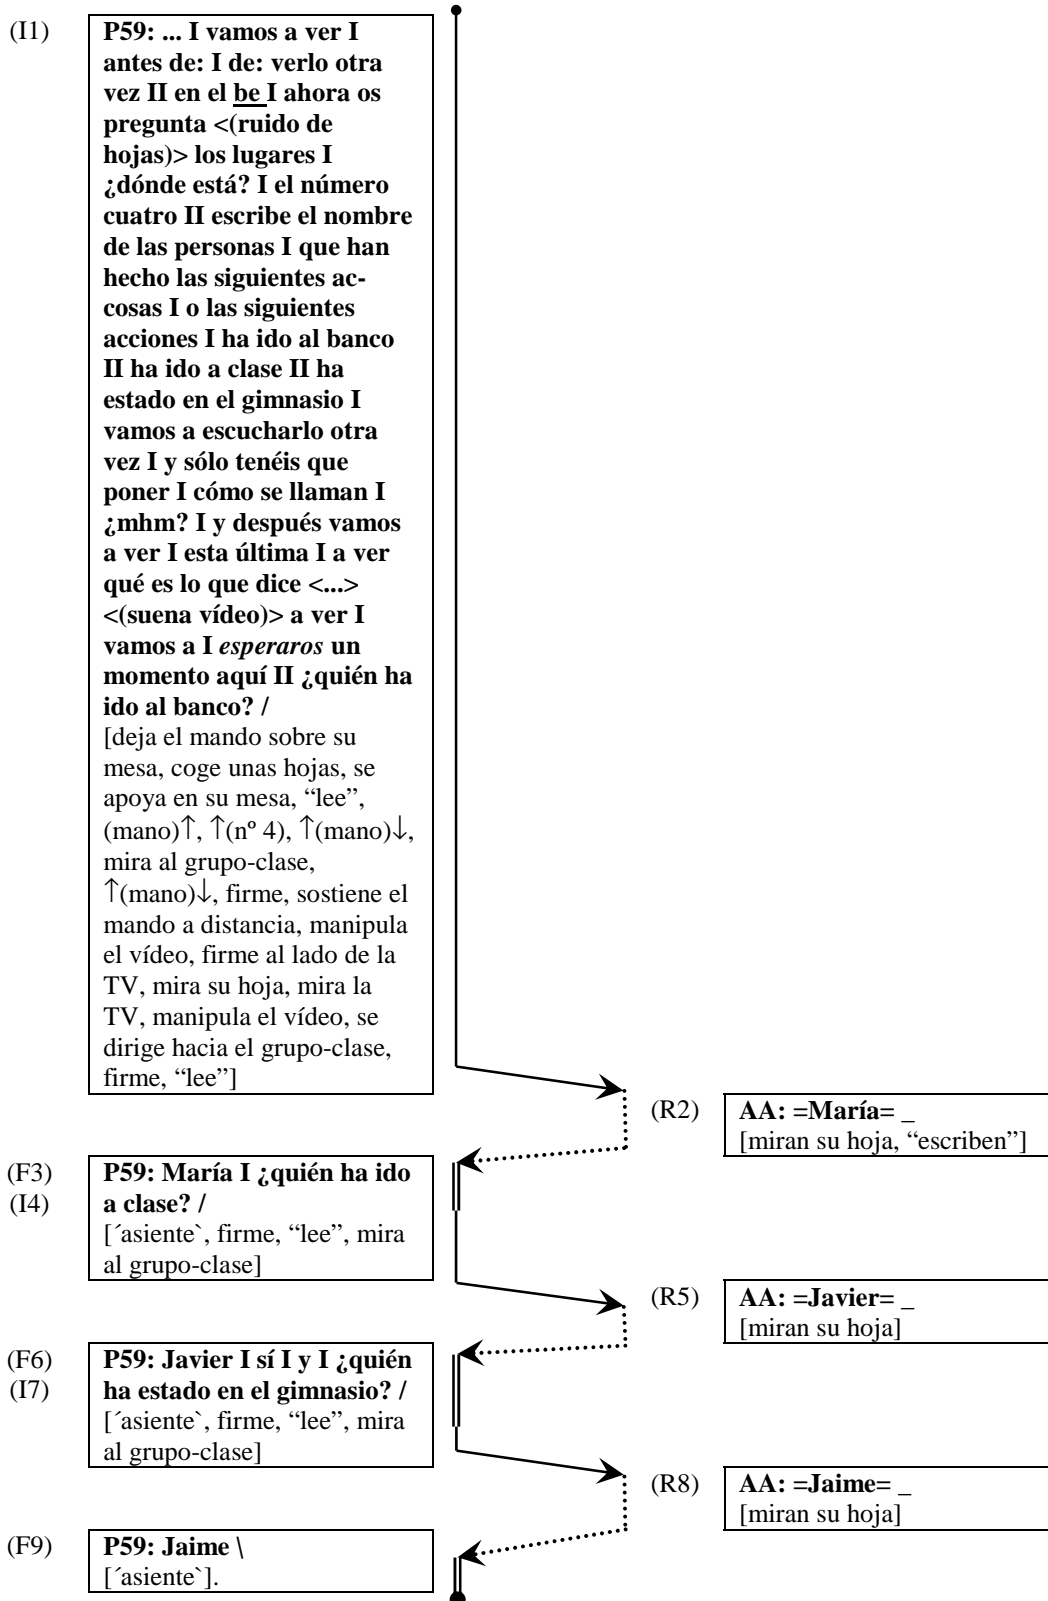 (I1) P59: ... I vamos a ver I
antes de: I de: verlo otra
vez II en el be I ahora os
pregunta <(ruido de
hojas)> los lugares I
¿dónde está? I el número
cuatro II escribe el nombre
de las personas I que han
hecho las siguientes ac-
cosas I o las siguientes
acciones I ha ido al banco
II ha ido a clase II ha
estado en el gimnasio I
vamos a escucharlo otra
vez I y sólo tenéis que
poner I cómo se llaman I
¿mhm? I y después vamos
a ver I esta última I a ver
qué es lo que dice <...>
<(suena vídeo)> a ver I
vamos a I esperaros un
momento aquí II ¿quién ha
ido al banco? /
[deja el mando sobre su
mesa, coge unas hojas, se
apoya en su mesa, “lee”,
(mano)↑, ↑(nº 4), ↑(mano)↓,
mira al grupo-clase,
↑(mano)↓, firme, sostiene el
mando a distancia, manipula
el vídeo, firme al lado de la
TV, mira su hoja, mira la
TV, manipula el vídeo, se
dirige hacia el grupo-clase,
firme, “lee”]
(R2) AA: =María= _
[miran su hoja, “escriben”]
(F3) P59: María I ¿quién ha ido
(I4) a clase? /
[´asiente`, firme, “lee”, mira
al grupo-clase]
(R5) AA: =Javier= _
[miran su hoja]
(F6) P59: Javier I sí I y I ¿quién
(I7) ha estado en el gimnasio? /
[´asiente`, firme, “lee”, mira
al grupo-clase]
(R8) AA: =Jaime= _
[miran su hoja]
(F9) P59: Jaime \
[´asiente`].